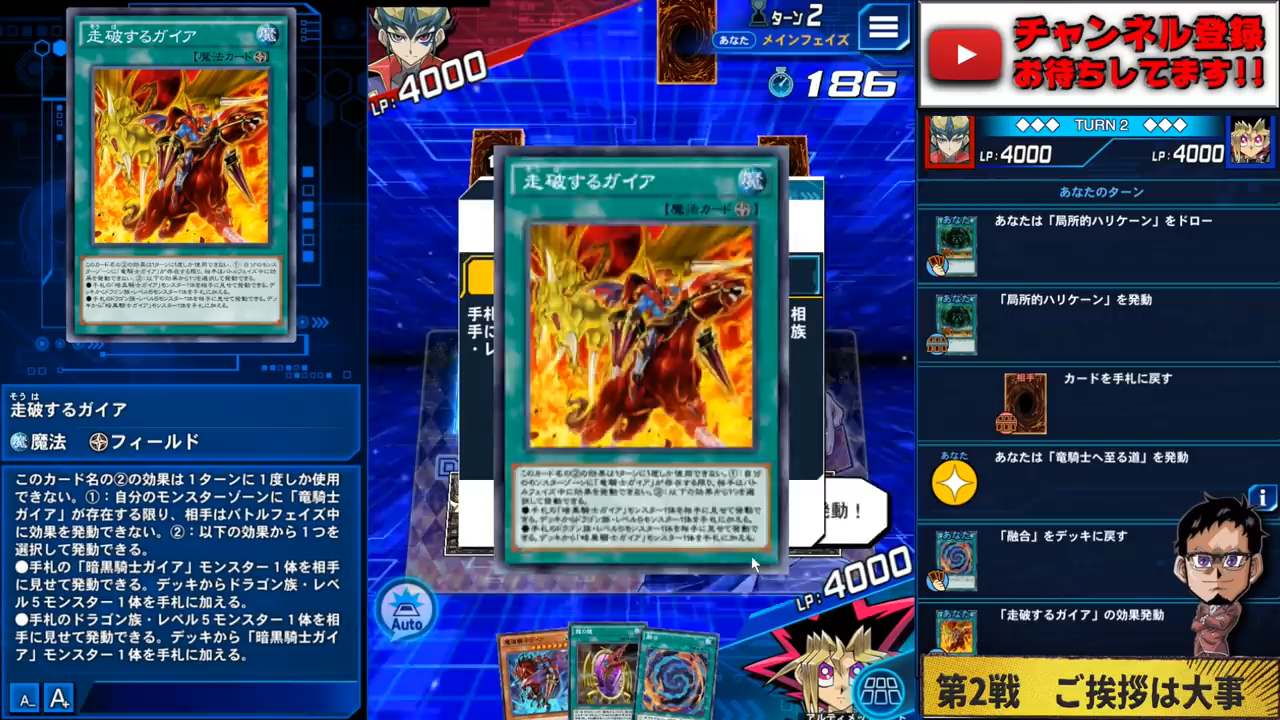 走破するガイア
【魔法カード】
そう は
走破するガイア
魔法 フィールド
このカード名の②の効果は１ターンに１度しか使用
できない。①：自分のモンスターゾーンに「竜騎士
ガイア」が存在する限り、相手はバトルフェイズ中
に効果を発動できない。②：以下の効果から１つを
選択して発動できる。
●手札の「暗黒騎士ガイア」モンスター１体を相手
に見せて発動できる。デッキからドラゴン族・レベ
ル５モンスター１体を手札に加える。
●手札のドラゴン族・レベル５モンスター１体を相
手に見せて発動できる。デッキから「暗黒騎士ガイ
ア」モンスター１体を手札に加える。
A- A+
LP:4000
ターン2
あなた メインフェイズ
186
走破するガイア
魔
【魔法カード】
手札
手に
・レ
相
族
動！
Auto
LP:4000
融合
チャンネル登録
お待ちしてます!!
TURN 2
LP:4000
LP:4000
あなたのターン
あなた
あなたは「局所的ハリケーン」をドロー
あなた
「局所的ハリケーン」を発動
相手
カードを手札に戻す
あなた
あなたは「竜騎士へ至る道」を発動
あなた
「融合」をデッキに戻す
あなた
「走破するガイア」の効果発動
第2戦 ご挨拶は大事